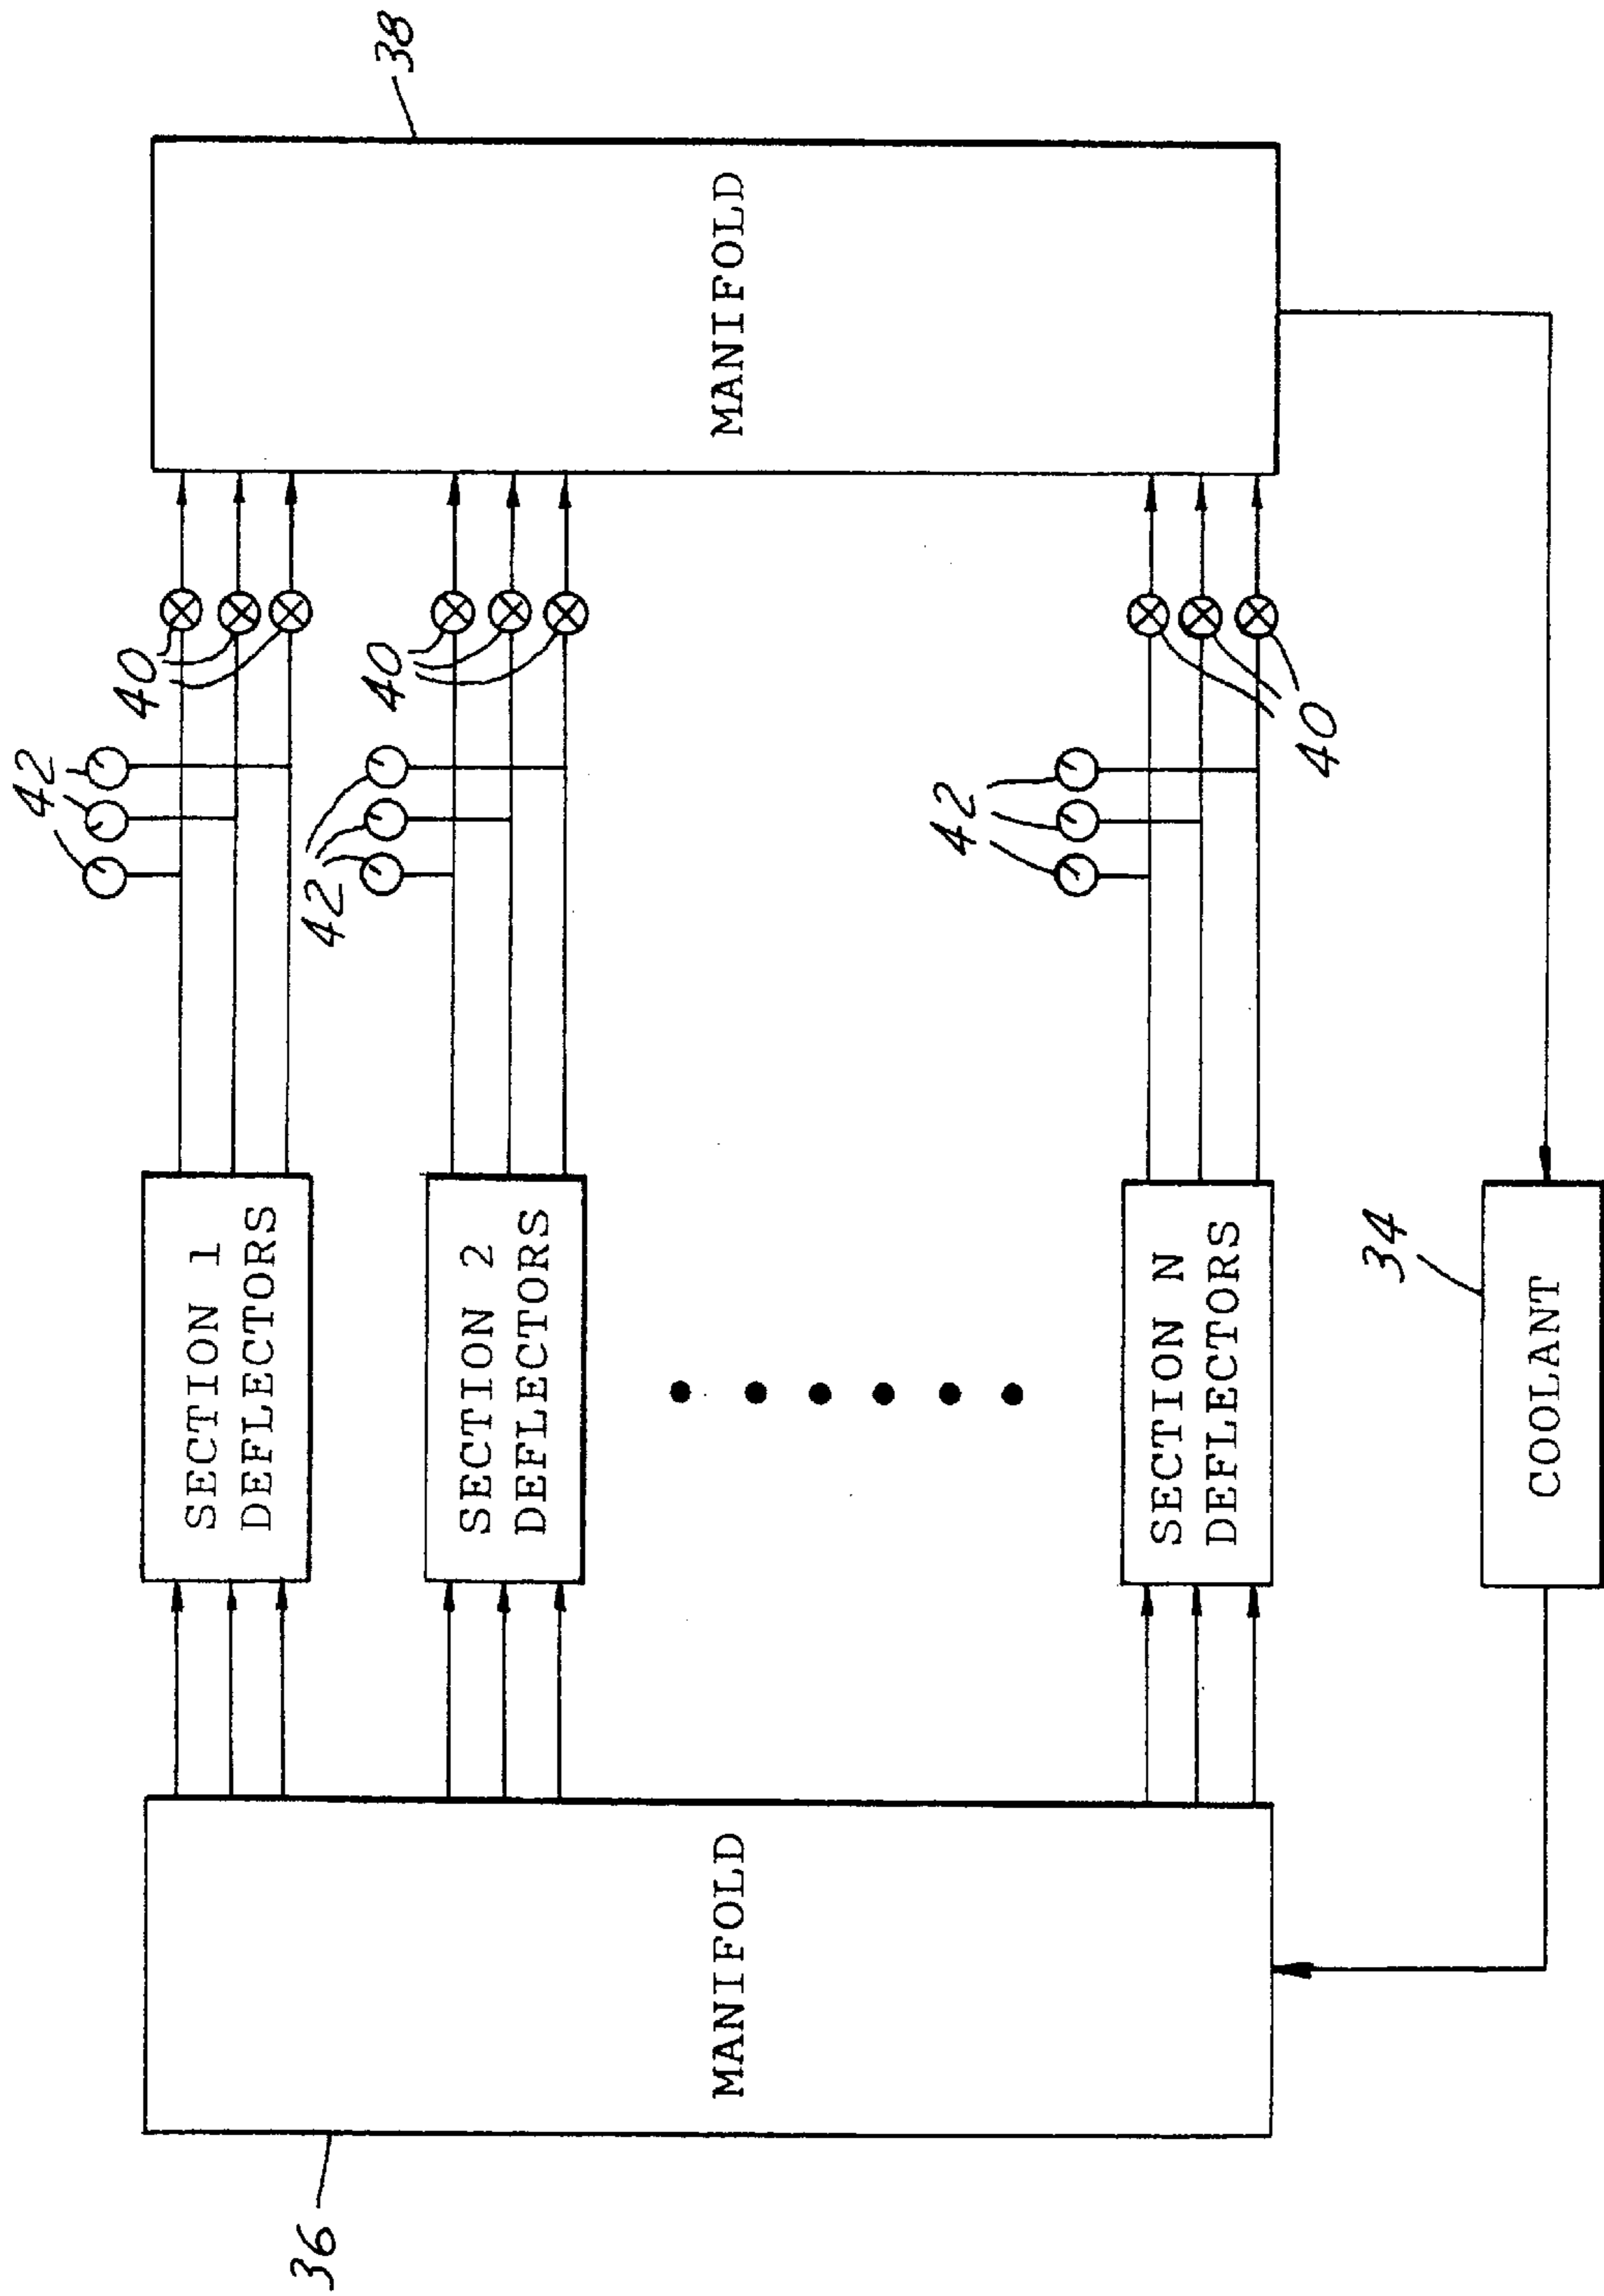 38
MANIFOLD
40
40
40
42
42
42
SECTION 1
DEFLECTORS
SECTION 2
DEFLECTORS
SECTION N
DEFLECTORS
34
COOLANT
MANIFOLD
36